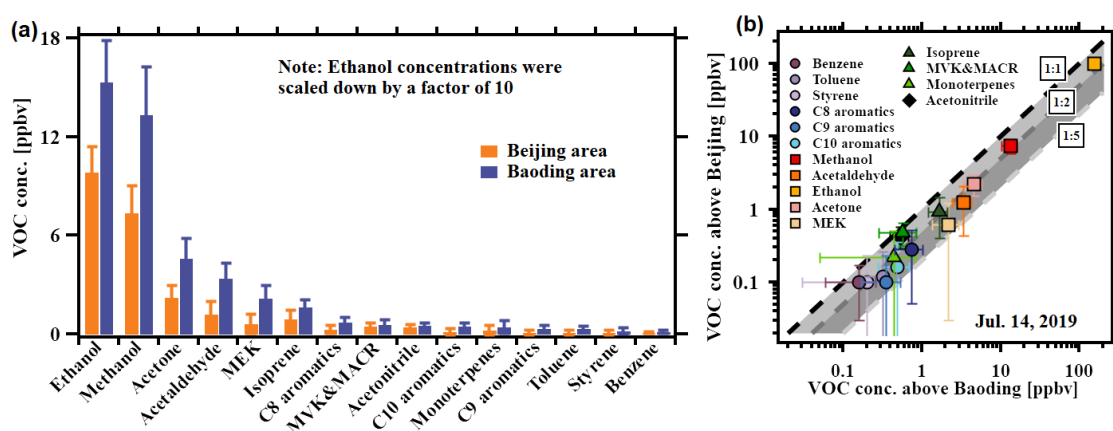 (a)
18
12
6
0
VOC conc. [ppbv]
Note: Ethanol concentrations were
scaled down by a factor of 10
Beijing area
Baoding area
Ethanol
Methanol
Acetone
Acetaldehyde
MEK
Isoprene
C8 aromatics
MVK&MACR
Acetonitrile
C10 aromatics
Monoterpenes
C9 aromatics
Toluene
Styrene
Benzene
(b)
VOC conc. above Beijing [ppbv]
100
10
1
0.1
Benzene
Toluene
Styrene
C8 aromatics
C9 aromatics
C10 aromatics
Methanol
Acetaldehyde
Ethanol
Acetone
MEK
Isoprene
MVK&MACR
Monoterpenes
Acetonitrile
1:1
1:2
1:5
Jul. 14, 2019
0.1
1
10
100
VOC conc. above Baoding [ppbv]